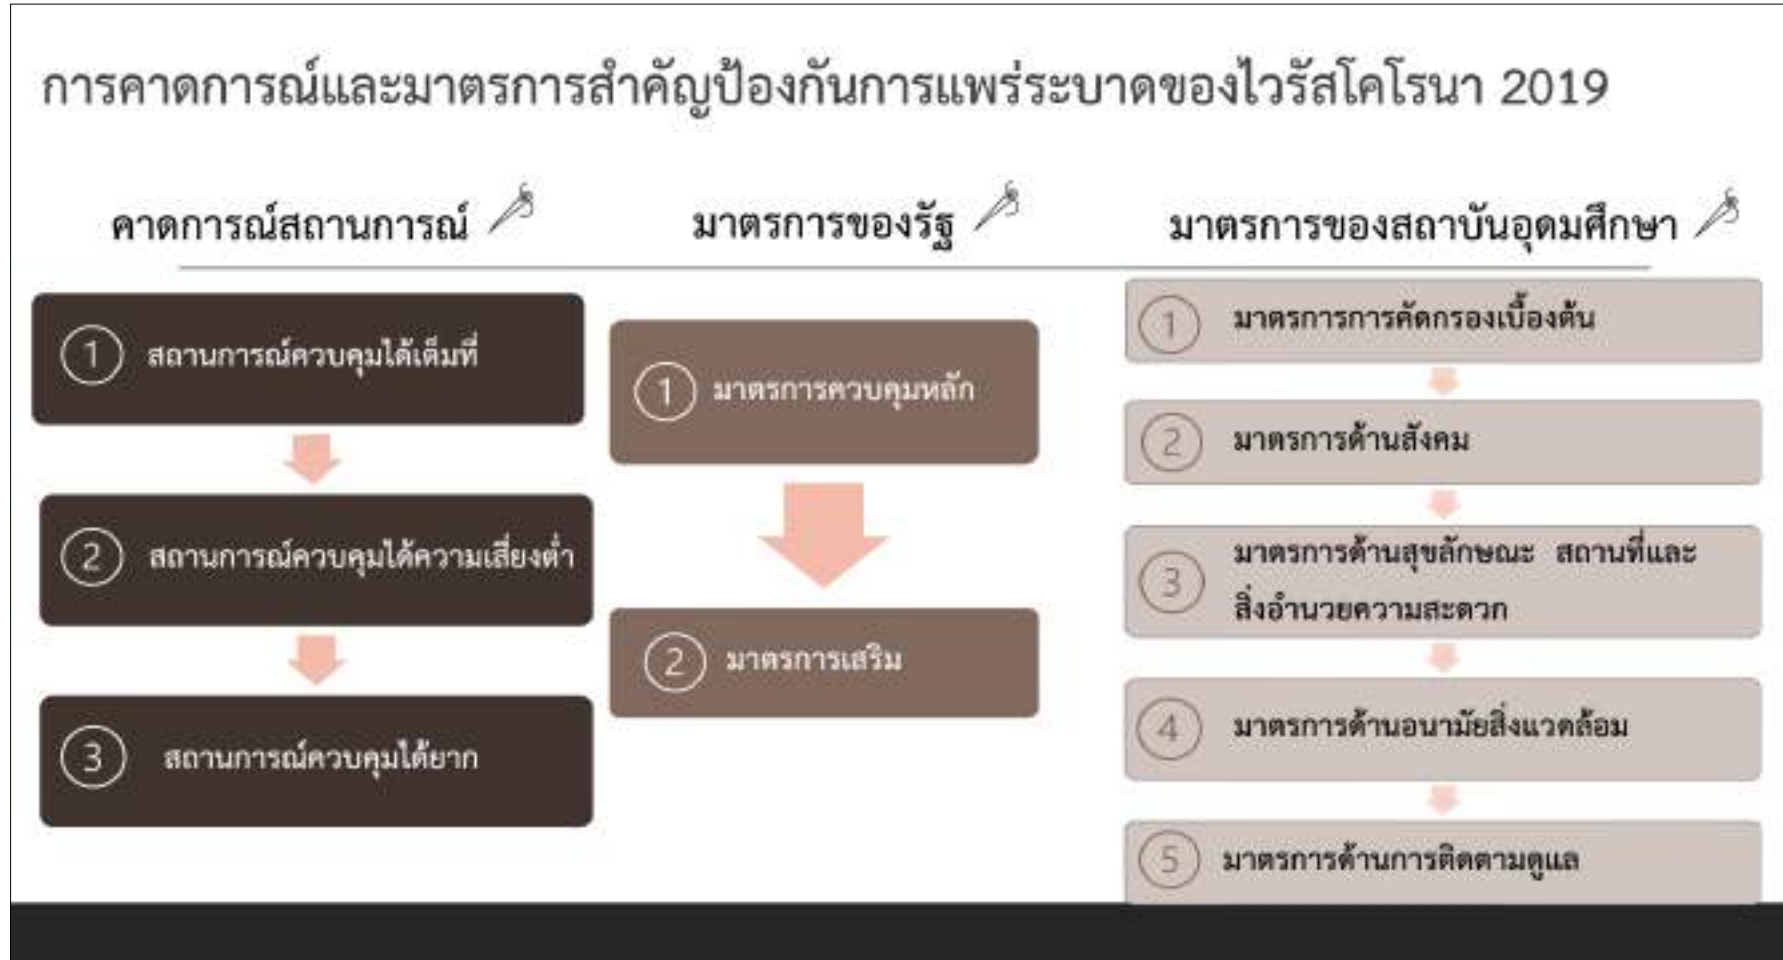 การคาดการณ์และมาตรการสำคัญป้องกันการแพร่ระบาดของไวรัสโคโรนา 2019
คาดการณ์สถานการณ์
1 สถานการณ์ควบคุมได้เต็มที่
2 สถานการณ์ควบคุมได้ความเสี่ยงต่ำ
3 สถานการณ์ควบคุมได้ยาก
มาตรการของรัฐ
1 มาตรการควบคุมหลัก
2 มาตรการเสริม
มาตรการของสถาบันอุดมศึกษา
1 มาตรการการคัดกรองเบื้องต้น
2 มาตรการด้านสังคม
3 มาตรการด้านสุขลักษณะ สถานที่และ
สิ่งอำนวยความสะดวก
4 มาตรการด้านอนามัยสิ่งแวดล้อม
5 มาตรการด้านการติดตามดูแล